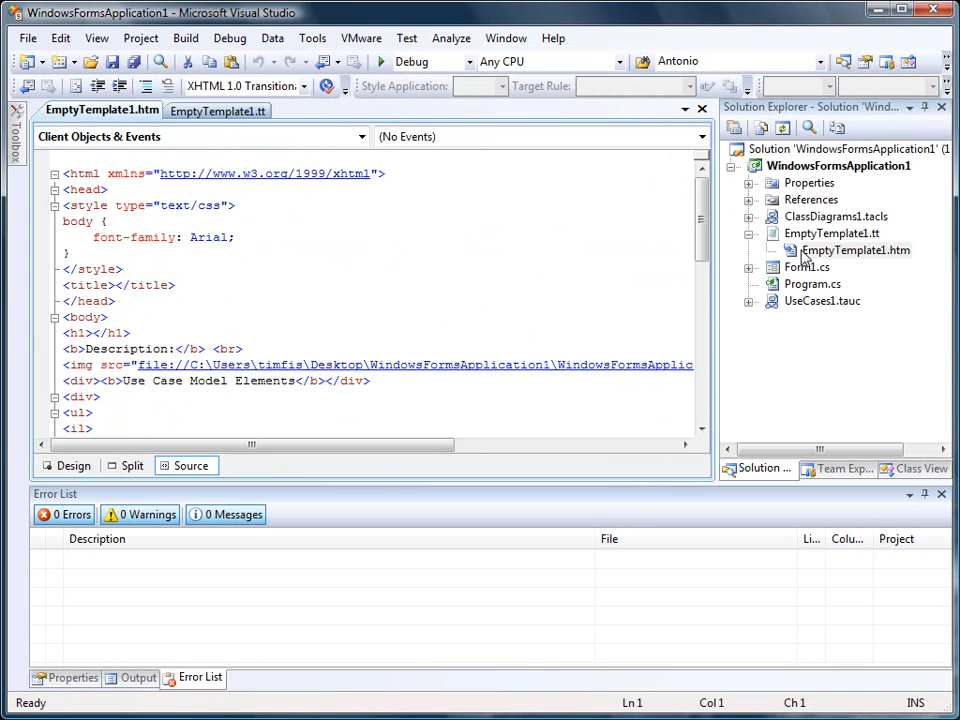 WindowsFormsApplication1 - Microsoft Visual Studio
File Edit View Project Build Debug Data Tools VMware Test Analyze Window Help
Debug Any CPU Antonio
XHTML 1.0 Transitiona Style Application: Target Rule:
Toolbox
EmptyTemplate1.htm EmptyTemplate1.tt
Client Objects & Events (No Events)
<html xmlns="http://www.w3.org/1999/xhtml">
<head>
<style type="text/css">
body {
font-family: Arial;
}
</style>
<title></title>
</head>
<body>
<h1></h1>
<b>Description:</b> <br>
<img src="file://C:\Users\timfis\Desktop\WindowsFormsApplication1\WindowsFormsApplic
<div><b>Use Case Model Elements</b></div>
<div>
<ul>
<il>
Design Split Source
Solution Explorer - Solution 'Wind...
Solution 'WindowsFormsApplication1' (1
WindowsFormsApplication1
Properties
References
ClassDiagrams1.tacls
EmptyTemplate1.tt
EmptyTemplate1.htm
Form1.cs
Program.cs
UseCases1.tauc
Solution ... Team Exp... Class View
Error List
0 Errors 0 Warnings 0 Messages
Description File Li... Colu... Project
Properties Output Error List
Ready Ln 1 Col 1 Ch 1 INS